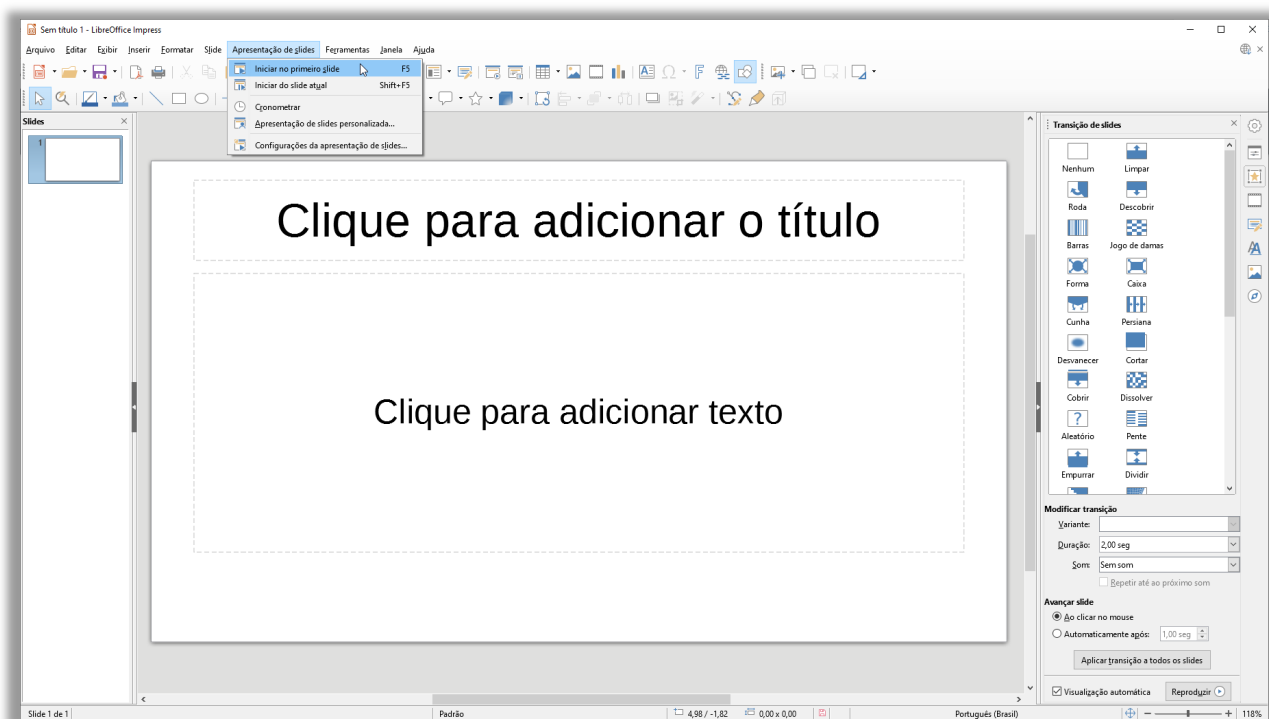 Sem título 1 - LibreOffice Impress
Arquivo Editar Exibir Inserir Formatar Slide Apresentação de slides Ferramentas Janela Ajuda
Iniciar no primeiro slide F5
Iniciar do slide atual Shift+F5
Cronometrar
Apresentação de slides personalizada...
Configurações da apresentação de slides...
Slides
1
Clique para adicionar o título
Clique para adicionar texto
Transição de slides
Nenhum Limpar
Roda Descobrir
Barras Jogo de damas
Forma Caixa
Cunha Persiana
Desvanecer Cortar
Cobrir Dissolver
Aleatório Pente
Empurrar Dividir
Modificar transição
Variante:
Duração: 2,00 seg
Som: Sem som
Repetir até ao próximo som
Avançar slide
Ao clicar no mouse
Automaticamente após: 1,00 seg
Aplicar transição a todos os slides
Visualização automática Reproduzir
Slide 1 de 1 Padrão 4,98 / -1,82 0,00 x 0,00 Português (Brasil) 118%